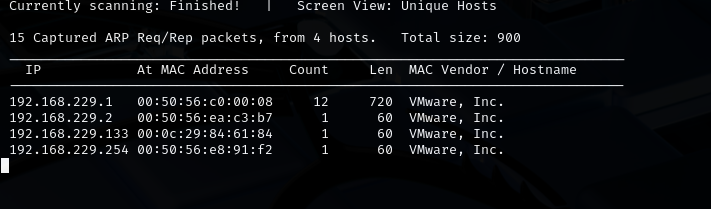 Currently scanning: Finished!   |   Screen View: Unique Hosts
15 Captured ARP Req/Rep packets, from 4 hosts.   Total size: 900
_____________________________________________________________________________
  IP            At MAC Address     Count     Len  MAC Vendor / Hostname
-----------------------------------------------------------------------------
192.168.229.1   00:50:56:c0:00:08     12     720  VMware, Inc.
192.168.229.2   00:50:56:ea:c3:b7      1      60  VMware, Inc.
192.168.229.133 00:0c:29:84:61:84      1      60  VMware, Inc.
192.168.229.254 00:50:56:e8:91:f2      1      60  VMware, Inc.